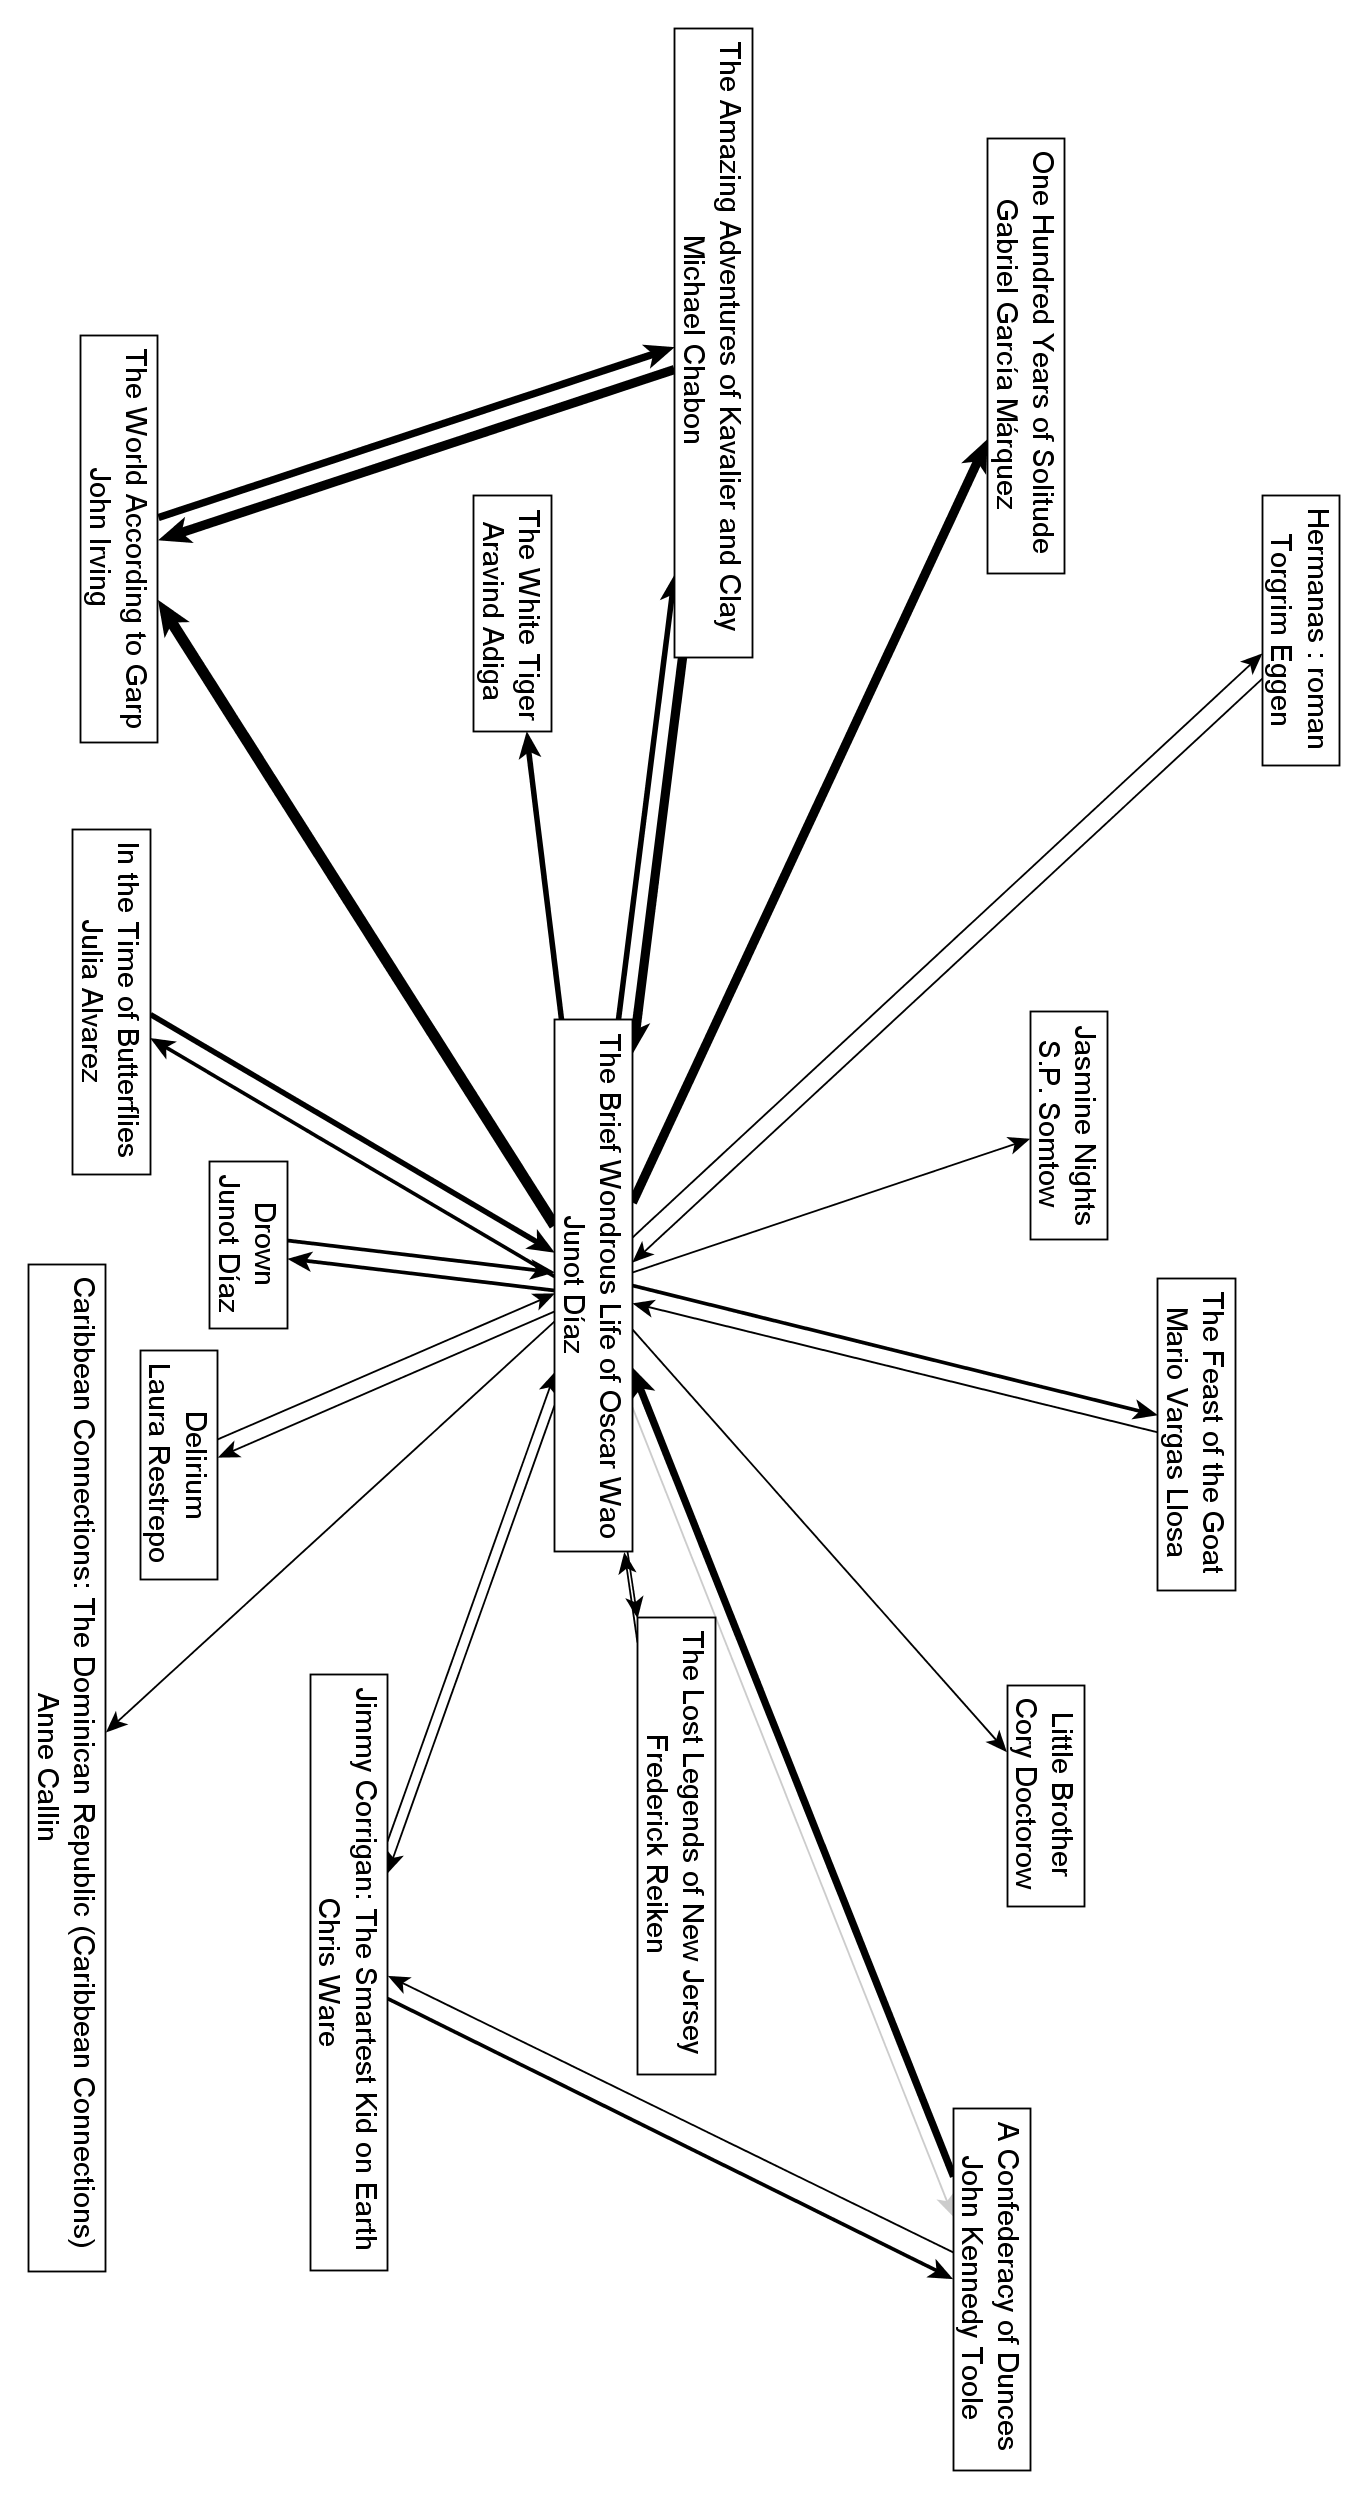 Hermanas : roman
Torgrim Eggen
The Feast of the Goat
Mario Vargas Llosa
Jasmine Nights
S.P. Somtow
Little Brother
Cory Doctorow
One Hundred Years of Solitude
Gabriel García Márquez
A Confederacy of Dunces
John Kennedy Toole
The Amazing Adventures of Kavalier and Clay
Michael Chabon
The Lost Legends of New Jersey
Frederick Reiken
The Brief Wondrous Life of Oscar Wao
Junot Díaz
The White Tiger
Aravind Adiga
Jimmy Corrigan: The Smartest Kid on Earth
Chris Ware
Drown
Junot Díaz
Delirium
Laura Restrepo
The World According to Garp
John Irving
In the Time of Butterflies
Julia Alvarez
Caribbean Connections: The Dominican Republic (Caribbean Connections)
Anne Callin